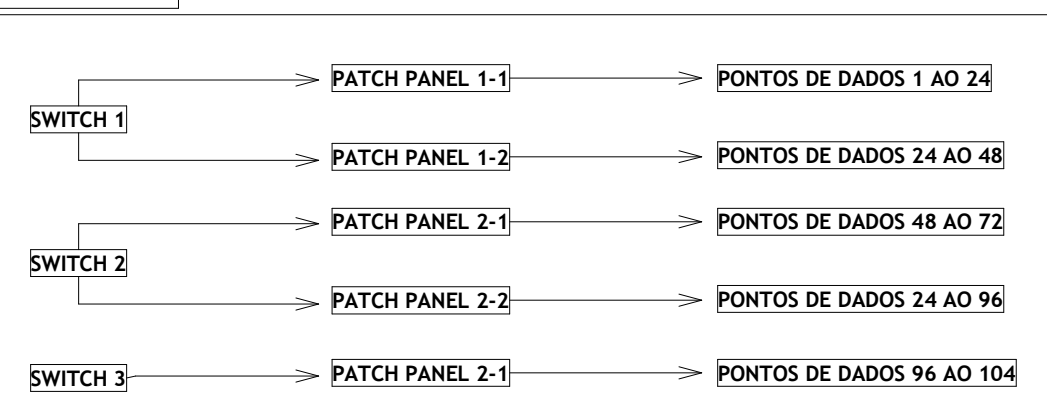 PATCH PANEL 1-1 PONTOS DE DADOS 1 AO 24
SWITCH 1
PATCH PANEL 1-2 PONTOS DE DADOS 24 AO 48
PATCH PANEL 2-1 PONTOS DE DADOS 48 AO 72
SWITCH 2
PATCH PANEL 2-2 PONTOS DE DADOS 24 AO 96
SWITCH 3 PATCH PANEL 2-1 PONTOS DE DADOS 96 AO 104